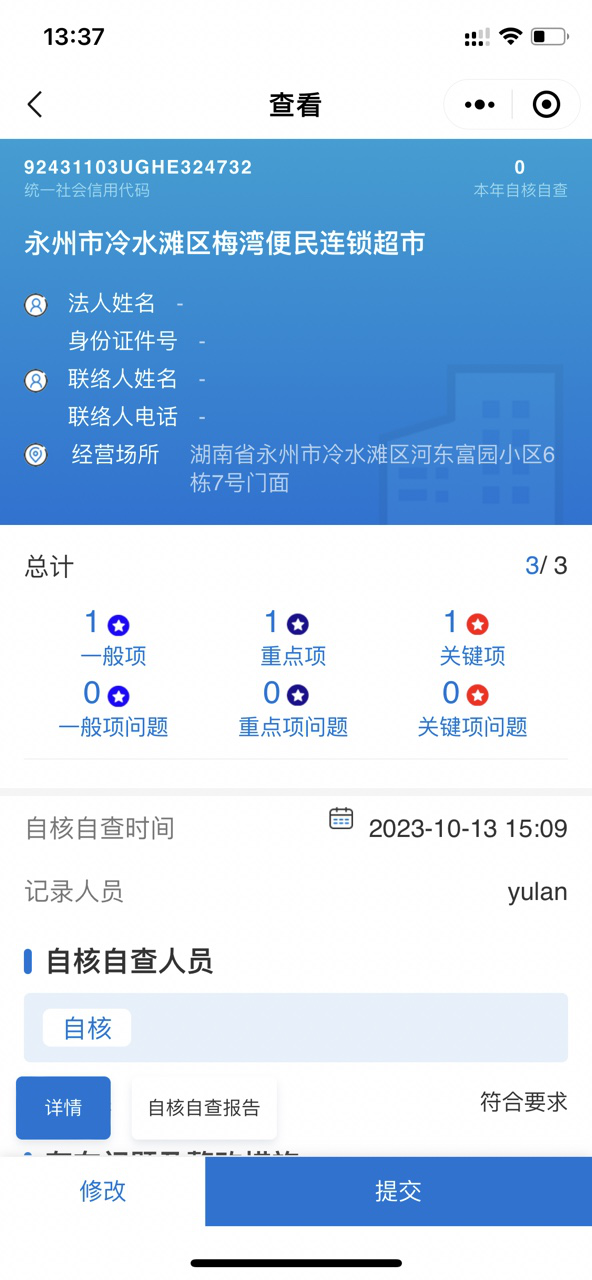 13:37
查看
92431103UGHE324732
0
统一社会信用代码
本年自核自查
永州市冷水滩区梅湾便民连锁超市
法人姓名 -
身份证件号 -
联络人姓名 -
联络人电话 -
经营场所 湖南省永州市冷水滩区河东富园小区6
栋7号门面
总计
3/ 3
1
1
1
一般项
重点项
关键项
0
0
0
一般项问题
重点项问题
关键项问题
自核自查时间
2023-10-13 15:09
记录人员
yulan
自核自查人员
自核
详情
自核自查报告
符合要求
修改
提交